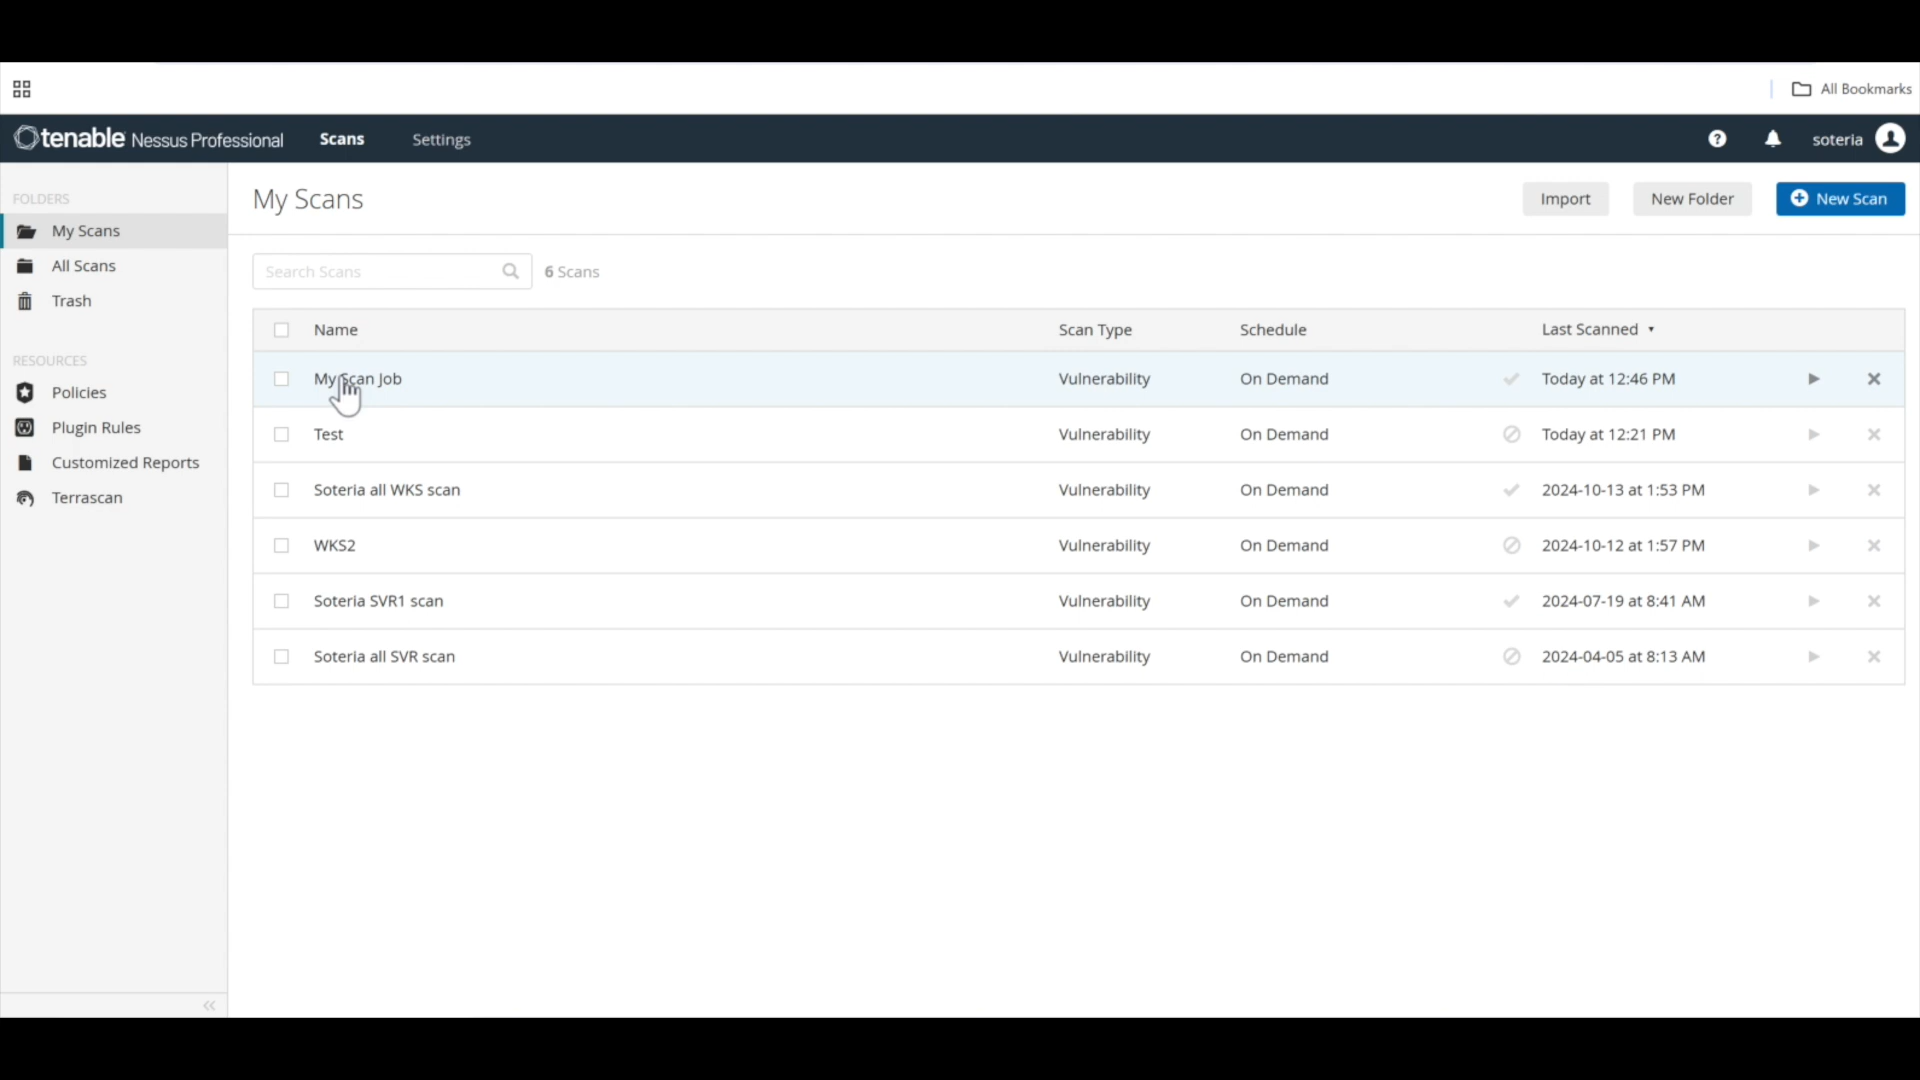 All Bookmarks
tenable Nessus Professional Scans Settings soteria
FOLDERS
My Scans
All Scans
Trash
RESOURCES
Policies
Plugin Rules
Customized Reports
Terrascan
My Scans
Import New Folder New Scan
Search Scans 6 Scans
Name Scan Type Schedule Last Scanned
My Scan Job Vulnerability On Demand Today at 12:46 PM
Test Vulnerability On Demand Today at 12:21 PM
Soteria all WKS scan Vulnerability On Demand 2024-10-13 at 1:53 PM
WKS2 Vulnerability On Demand 2024-10-12 at 1:57 PM
Soteria SVR1 scan Vulnerability On Demand 2024-07-19 at 8:41 AM
Soteria all SVR scan Vulnerability On Demand 2024-04-05 at 8:13 AM